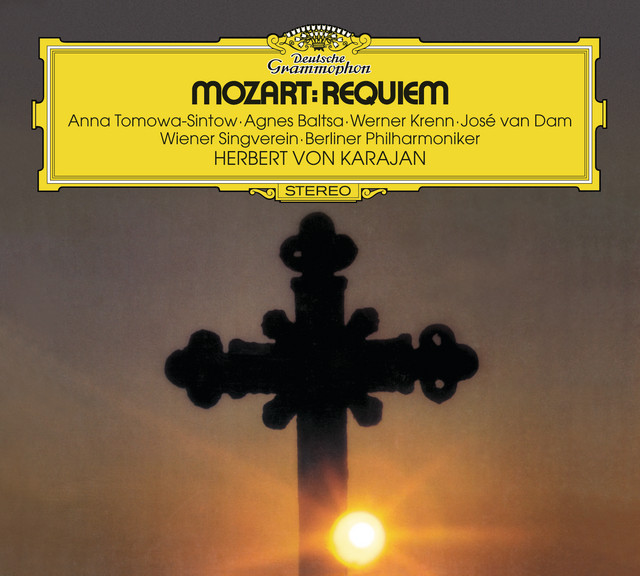 Deutsche
Grammophon
MOZART: REQUIEM
Anna Tomowa-Sintow · Agnes Baltsa · Werner Krenn · José van Dam
Wiener Singverein · Berliner Philharmoniker
HERBERT VON KARAJAN
STEREO